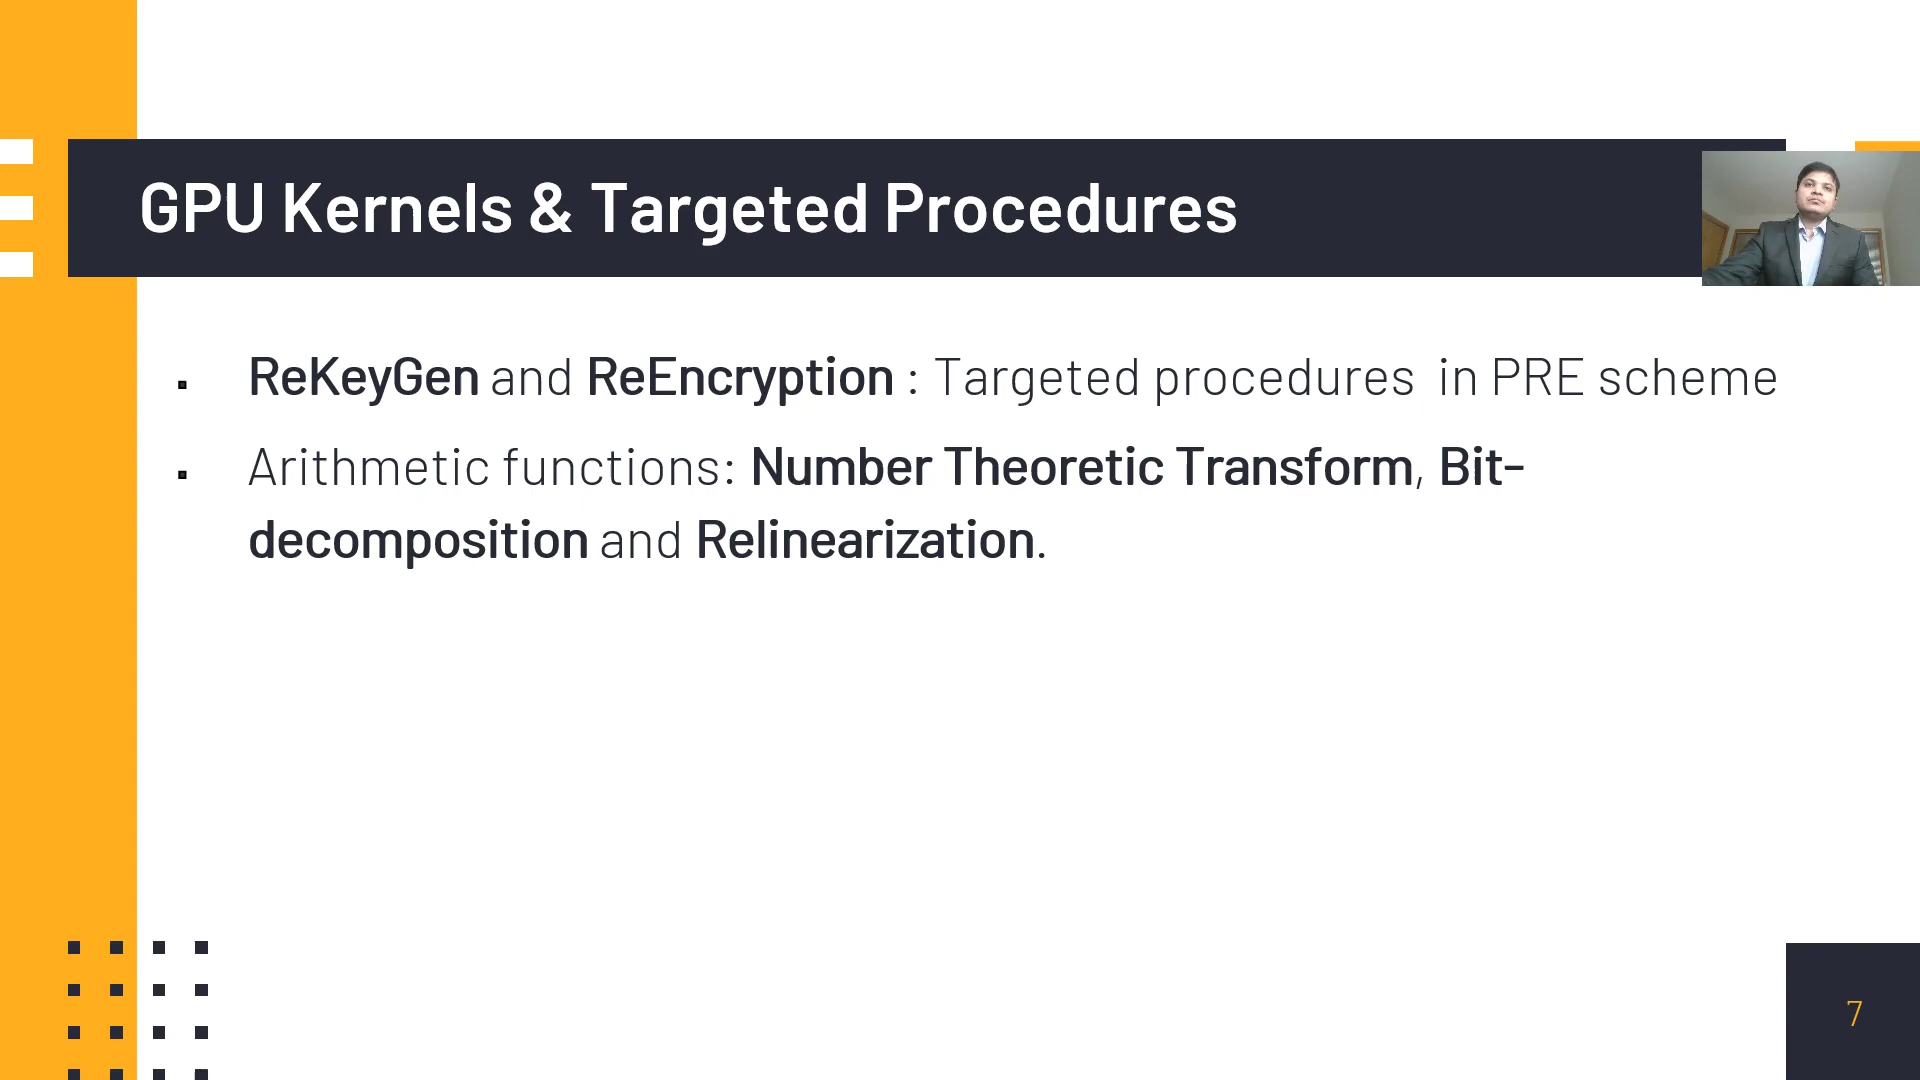 GPU Kernels & Targeted Procedures
ReKeyGen and ReEncryption : Targeted procedures in PRE scheme
Arithmetic functions: Number Theoretic Transform, Bit-
decomposition and Relinearization.
7